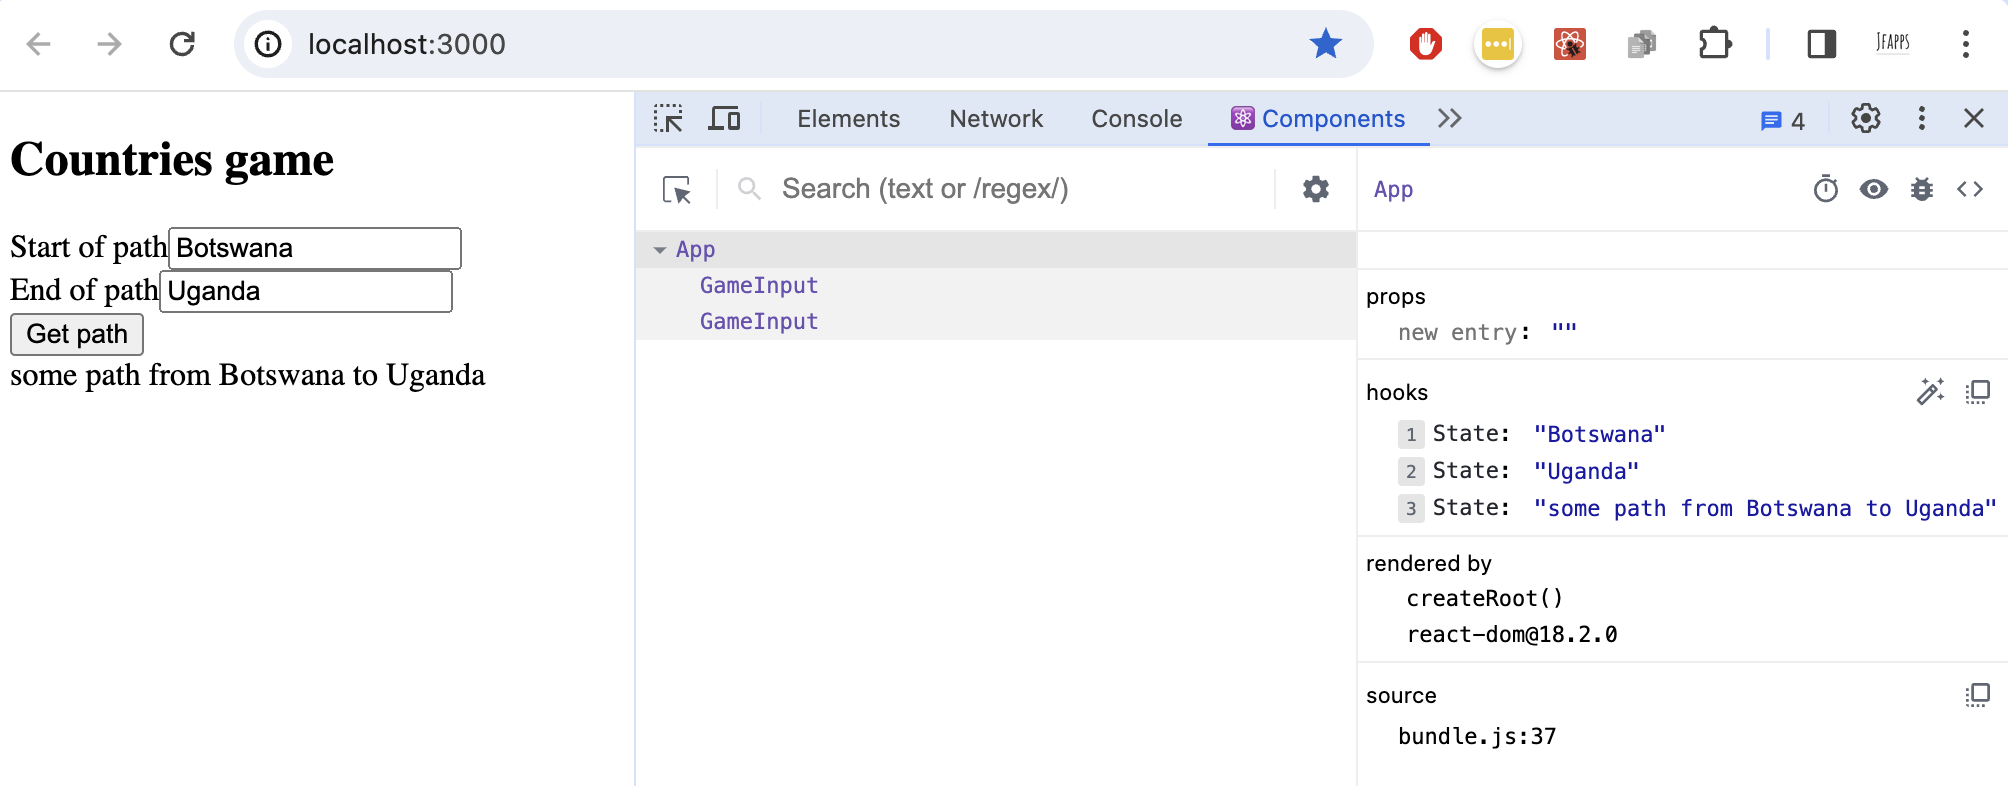 localhost:3000
Jfapps
Countries game
Start of path Botswana
End of path Uganda
Get path
some path from Botswana to Uganda
Elements Network Console Components 4
Search (text or /regex/)
App
GameInput
GameInput
App
props
new entry: ""
hooks
1 State: "Botswana"
2 State: "Uganda"
3 State: "some path from Botswana to Uganda"
rendered by
createRoot()
react-dom@18.2.0
source
bundle.js:37